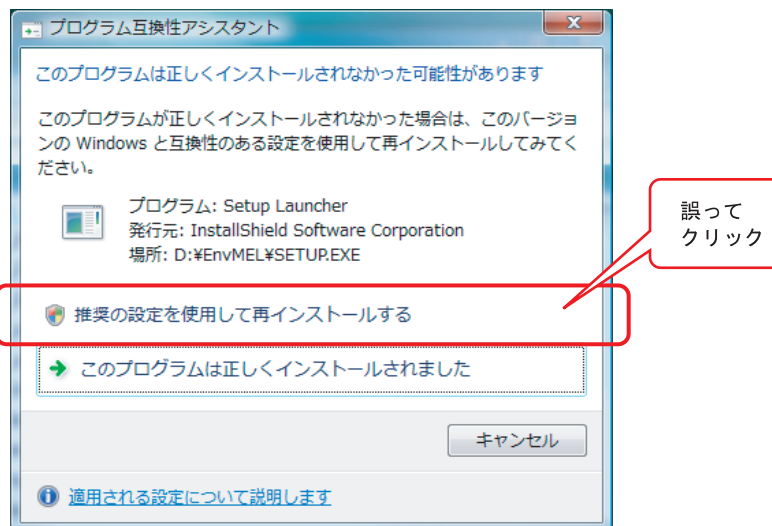 プログラム互換性アシスタント
このプログラムは正しくインストールされなかった可能性があります
このプログラムが正しくインストールされなかった場合は、このバージョ
ンの Windows と互換性のある設定を使用して再インストールしてみてく
ださい。
プログラム: Setup Launcher
発行元: InstallShield Software Corporation
場所: D:¥EnvMEL¥SETUP.EXE
誤って
クリック
推奨の設定を使用して再インストールする
このプログラムは正しくインストールされました
キャンセル
適用される設定について説明します